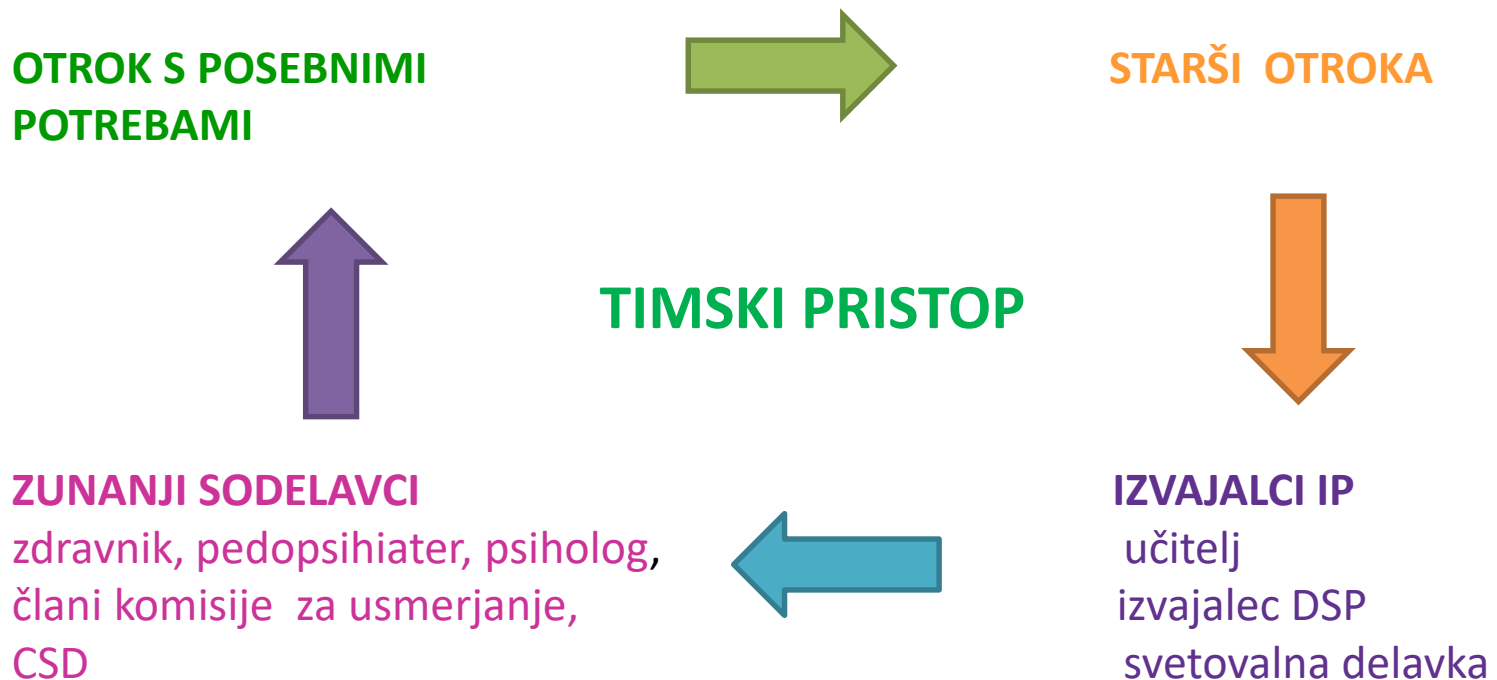 OTROK S POSEBNIMI
POTREBAMI
STARŠI OTROKA
TIMSKI PRISTOP
ZUNANJI SODELAVCI
zdravnik, pedopsihiater, psiholog,
člani komisije za usmerjanje,
CSD
IZVAJALCI IP
učitelj
izvajalec DSP
svetovalna delavka